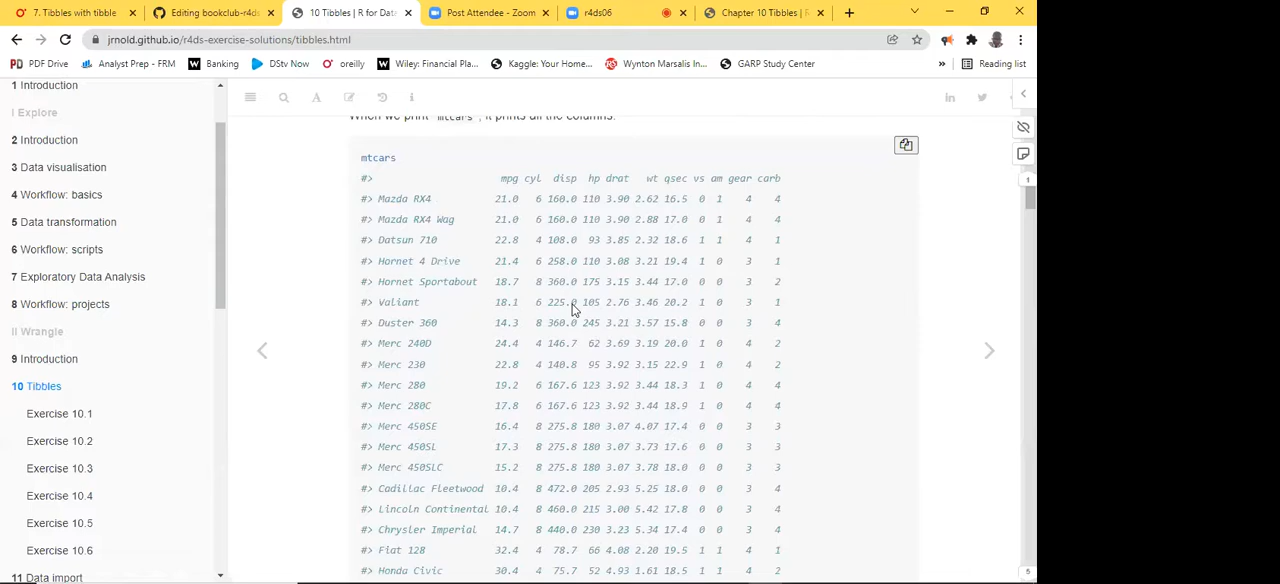 7. Tibbles with tibble
Editing bookclub-r4ds
10 Tibbles | R for Data
Post Attendee - Zoom
r4ds06
Chapter 10 Tibbles | R
jrnold.github.io/r4ds-exercise-solutions/tibbles.html
PDF Drive
Analyst Prep - FRM
Banking
DStv Now
oreilly
Wiley: Financial Pla...
Kaggle: Your Home...
Wynton Marsalis In...
GARP Study Center
»
Reading list
1 Introduction
I Explore
2 Introduction
3 Data visualisation
4 Workflow: basics
5 Data transformation
6 Workflow: scripts
7 Exploratory Data Analysis
8 Workflow: projects
II Wrangle
9 Introduction
10 Tibbles
Exercise 10.1
Exercise 10.2
Exercise 10.3
Exercise 10.4
Exercise 10.5
Exercise 10.6
11 Data import
When we print mtcars , it prints all the columns.
mtcars
#> mpg cyl disp hp drat wt qsec vs am gear carb
#> Mazda RX4 21.0 6 160.0 110 3.90 2.62 16.5 0 1 4 4
#> Mazda RX4 Wag 21.0 6 160.0 110 3.90 2.88 17.0 0 1 4 4
#> Datsun 710 22.8 4 108.0 93 3.85 2.32 18.6 1 1 4 1
#> Hornet 4 Drive 21.4 6 258.0 110 3.08 3.21 19.4 1 0 3 1
#> Hornet Sportabout 18.7 8 360.0 175 3.15 3.44 17.0 0 0 3 2
#> Valiant 18.1 6 225.0 105 2.76 3.46 20.2 1 0 3 1
#> Duster 360 14.3 8 360.0 245 3.21 3.57 15.8 0 0 3 4
#> Merc 240D 24.4 4 146.7 62 3.69 3.19 20.0 1 0 4 2
#> Merc 230 22.8 4 140.8 95 3.92 3.15 22.9 1 0 4 2
#> Merc 280 19.2 6 167.6 123 3.92 3.44 18.3 1 0 4 4
#> Merc 280C 17.8 6 167.6 123 3.92 3.44 18.9 1 0 4 4
#> Merc 450SE 16.4 8 275.8 180 3.07 4.07 17.4 0 0 3 3
#> Merc 450SL 17.3 8 275.8 180 3.07 3.73 17.6 0 0 3 3
#> Merc 450SLC 15.2 8 275.8 180 3.07 3.78 18.0 0 0 3 3
#> Cadillac Fleetwood 10.4 8 472.0 205 2.93 5.25 18.0 0 0 3 4
#> Lincoln Continental 10.4 8 460.0 215 3.00 5.42 17.8 0 0 3 4
#> Chrysler Imperial 14.7 8 440.0 230 3.23 5.34 17.4 0 0 3 4
#> Fiat 128 32.4 4 78.7 66 4.08 2.20 19.5 1 1 4 1
#> Honda Civic 30.4 4 75.7 52 4.93 1.61 18.5 1 1 4 2
1
5